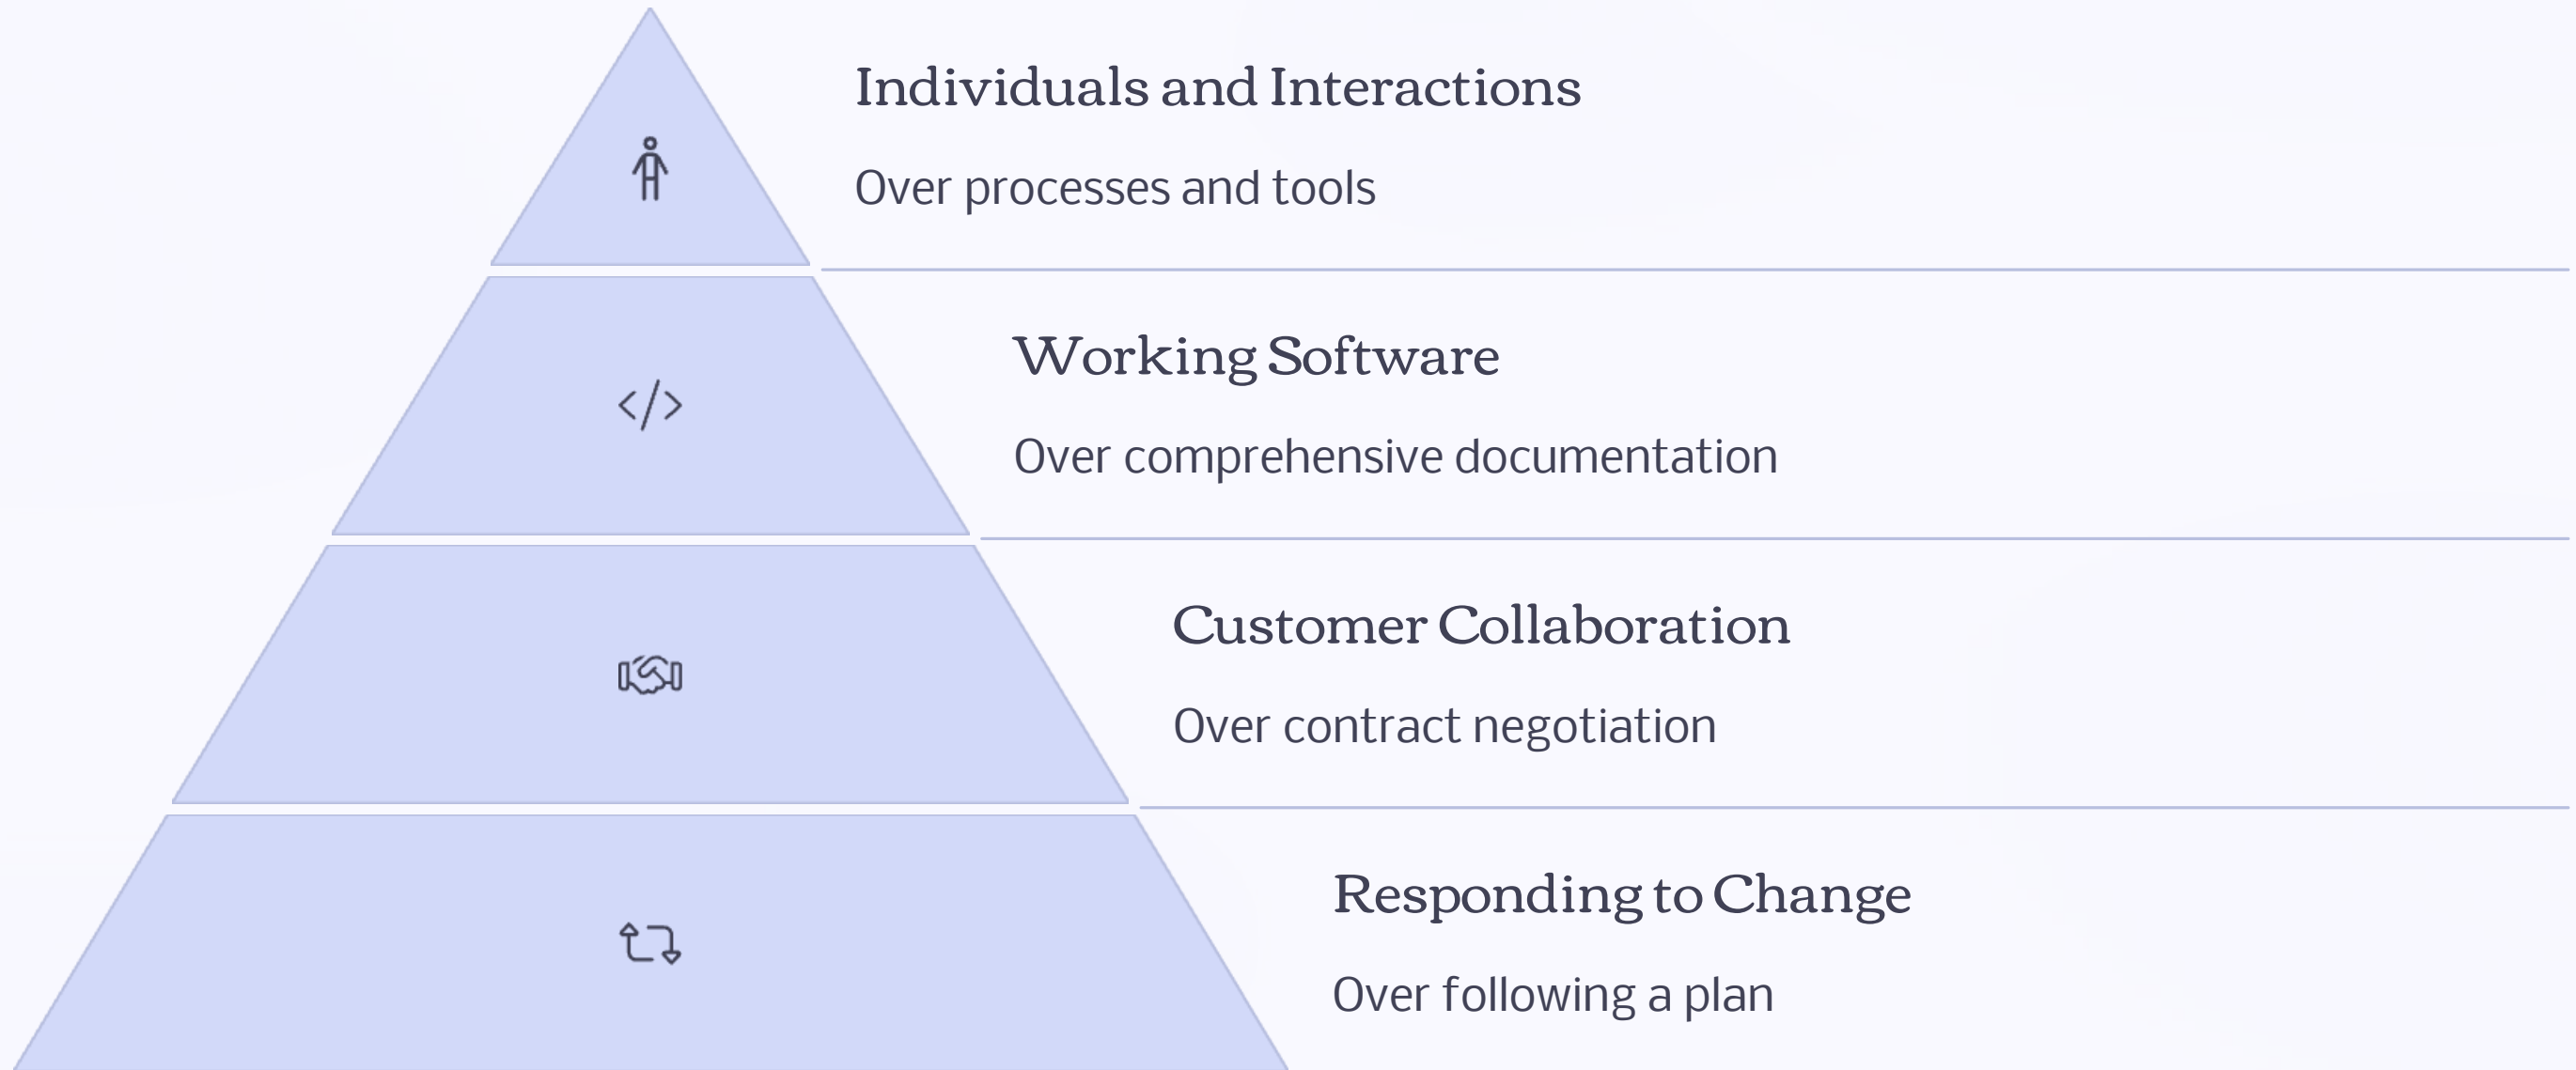 Individuals and Interactions
Over processes and tools
Working Software
Over comprehensive documentation
Customer Collaboration
Over contract negotiation
Responding to Change
Over following a plan